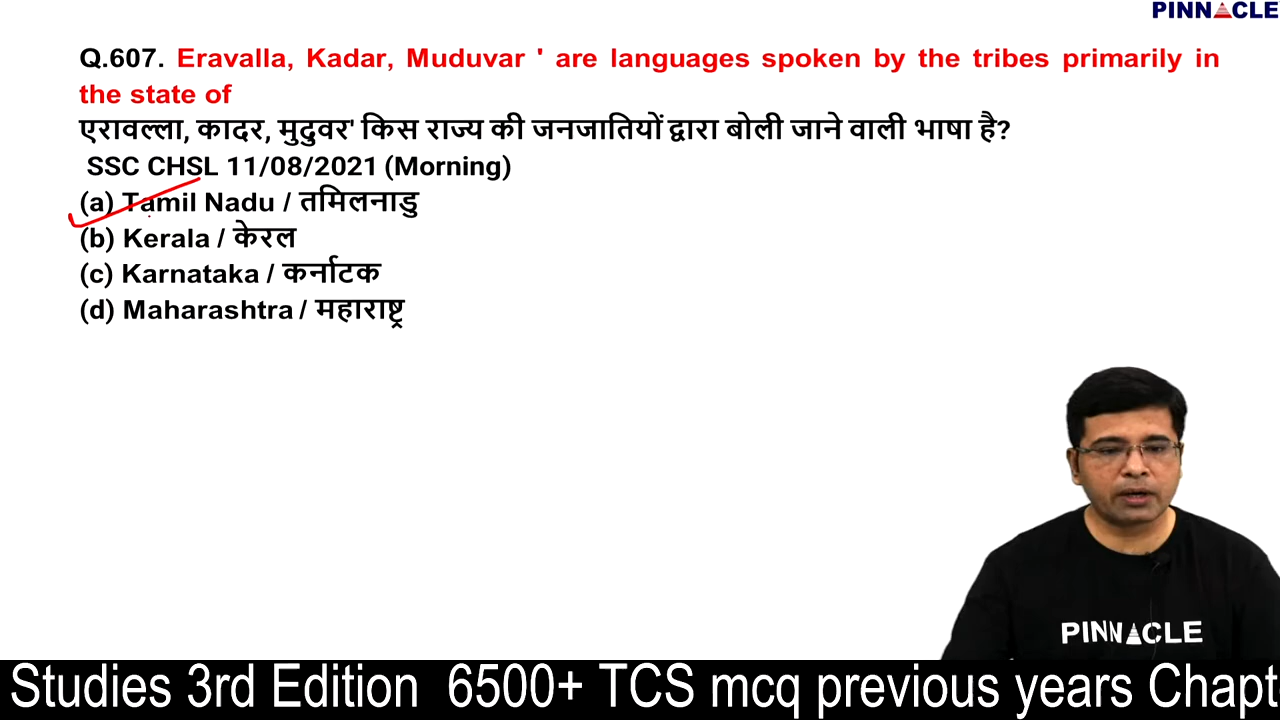 PINNACLE
Q.607. Eravalla, Kadar, Muduvar ' are languages spoken by the tribes primarily in
the state of
एरावल्ला, कादर, मुदुवर' किस राज्य की जनजातियों द्वारा बोली जाने वाली भाषा है?
SSC CHSL 11/08/2021 (Morning)
(a) Tamil Nadu / तमिलनाडु
(b) Kerala / केरल
(c) Karnataka / कर्नाटक
(d) Maharashtra / महाराष्ट्र
PINNACLE
Studies 3rd Edition 6500+ TCS mcq previous years Chapt